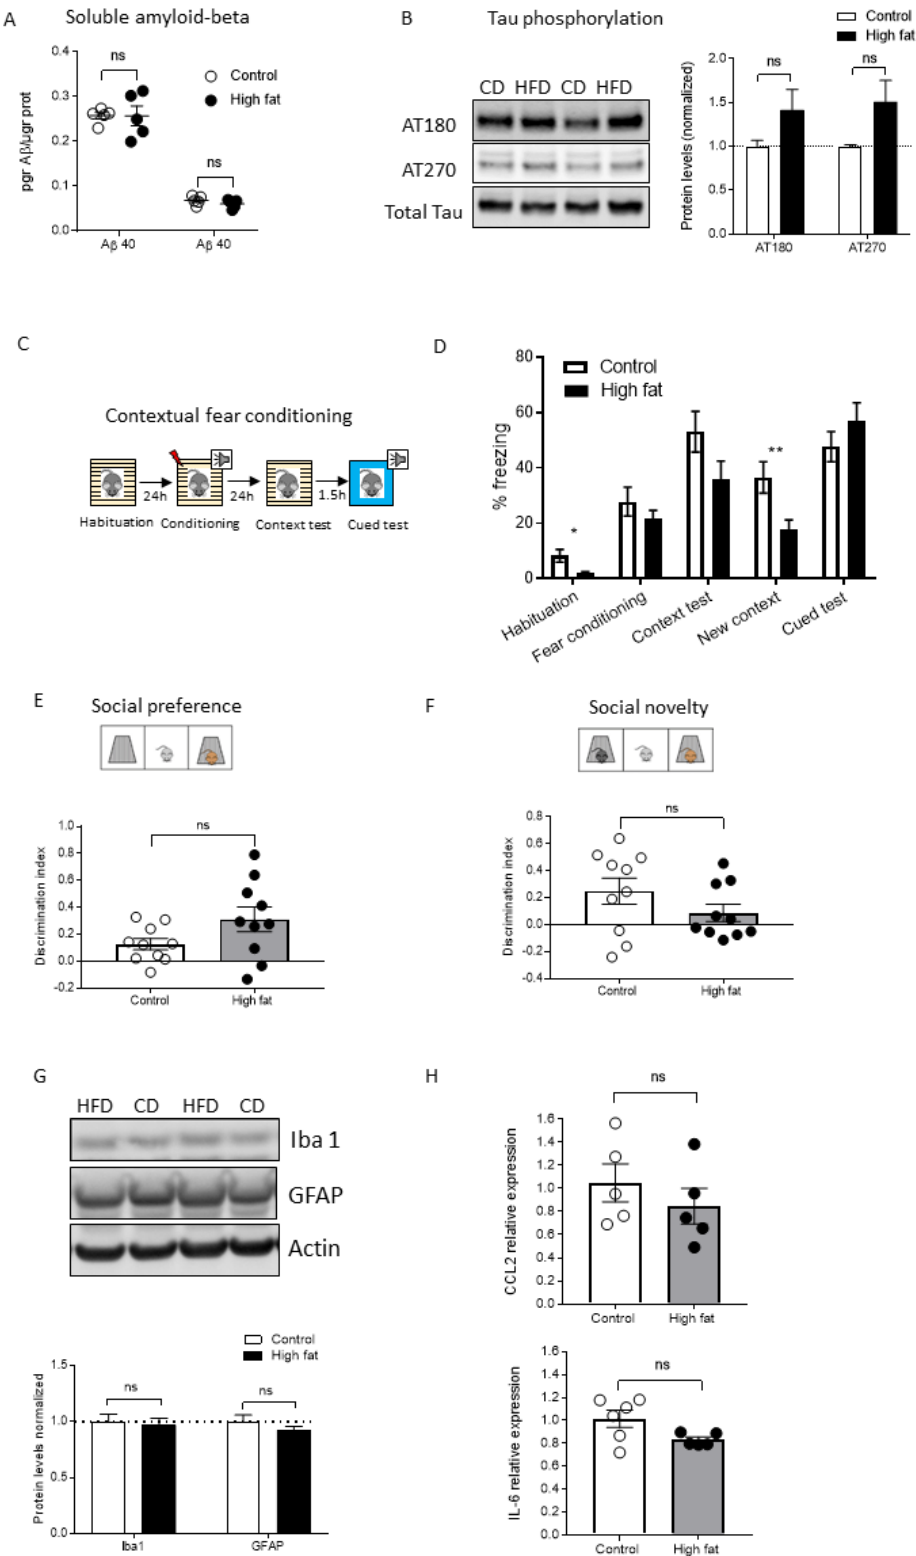 A
Soluble amyloid-beta
0.4
0.3
0.2
0.1
0.0
pgr Aβ/μgr prot
ns
ns
Control
High fat
Aβ 40
Aβ 40
B
Tau phosphorylation
Control
High fat
CD HFD CD HFD
AT180
AT270
Total Tau
Protein levels (normalized)
2.0
1.5
1.0
0.5
0.0
ns
ns
AT180
AT270
C
Contextual fear conditioning
24h
24h
1.5h
Habituation
Conditioning
Context test
Cued test
D
% freezing
80
60
40
20
0
Control
High fat
*
**
Habituation
Fear conditioning
Context test
New context
Cued test
E
Social preference
Discrimination index
1.0
0.8
0.6
0.4
0.2
0.0
-0.2
ns
Control
High fat
F
Social novelty
Discrimination index
0.8
0.6
0.4
0.2
0.0
-0.2
-0.4
ns
Control
High fat
G
HFD CD HFD CD
Iba 1
GFAP
Actin
Control
High fat
Protein levels normalized
1.5
1.0
0.5
0.0
ns
ns
Iba1
GFAP
H
CCL2 relative expression
1.6
1.4
1.2
1.0
0.8
0.6
0.4
0.2
0.0
ns
Control
High fat
IL-6 relative expression
1.6
1.4
1.2
1.0
0.8
0.6
0.4
0.2
0.0
ns
Control
High fat